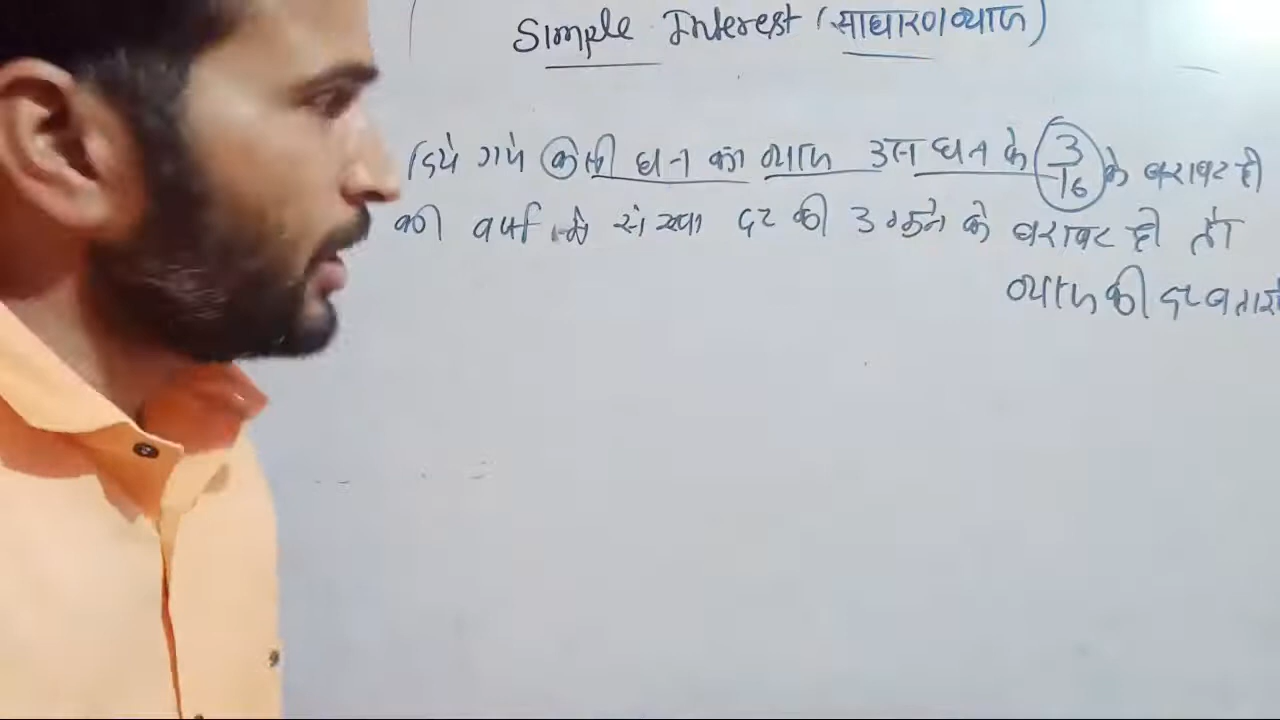 Simple Interest (साधारण ब्याज)
दिये गये किसी धन का ब्याज उस धन के 3/16 के बराबर हो
की वर्ष की संख्या दर की 3 गुने के बराबर हो तो
ब्याज की दर बताओ